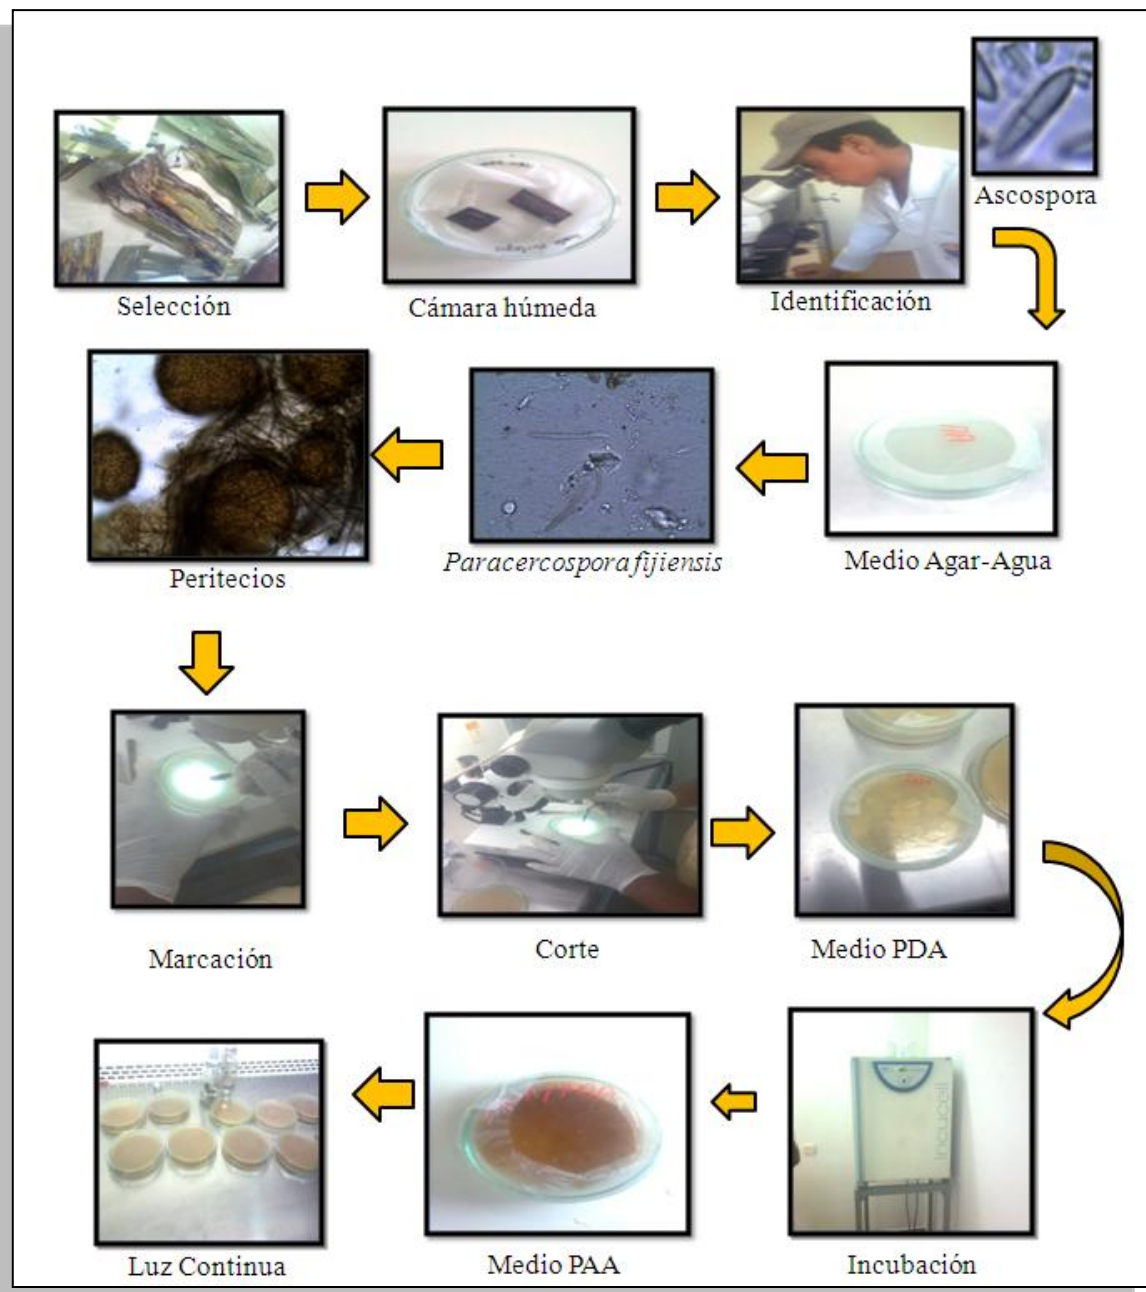 Ascospora
Selección
Cámara húmeda
Identificación
Peritecios
Paracercospora fijiensis
Medio Agar-Agua
Marcación
Corte
Medio PDA
incucell
Luz Continua
Medio PAA
Incubación